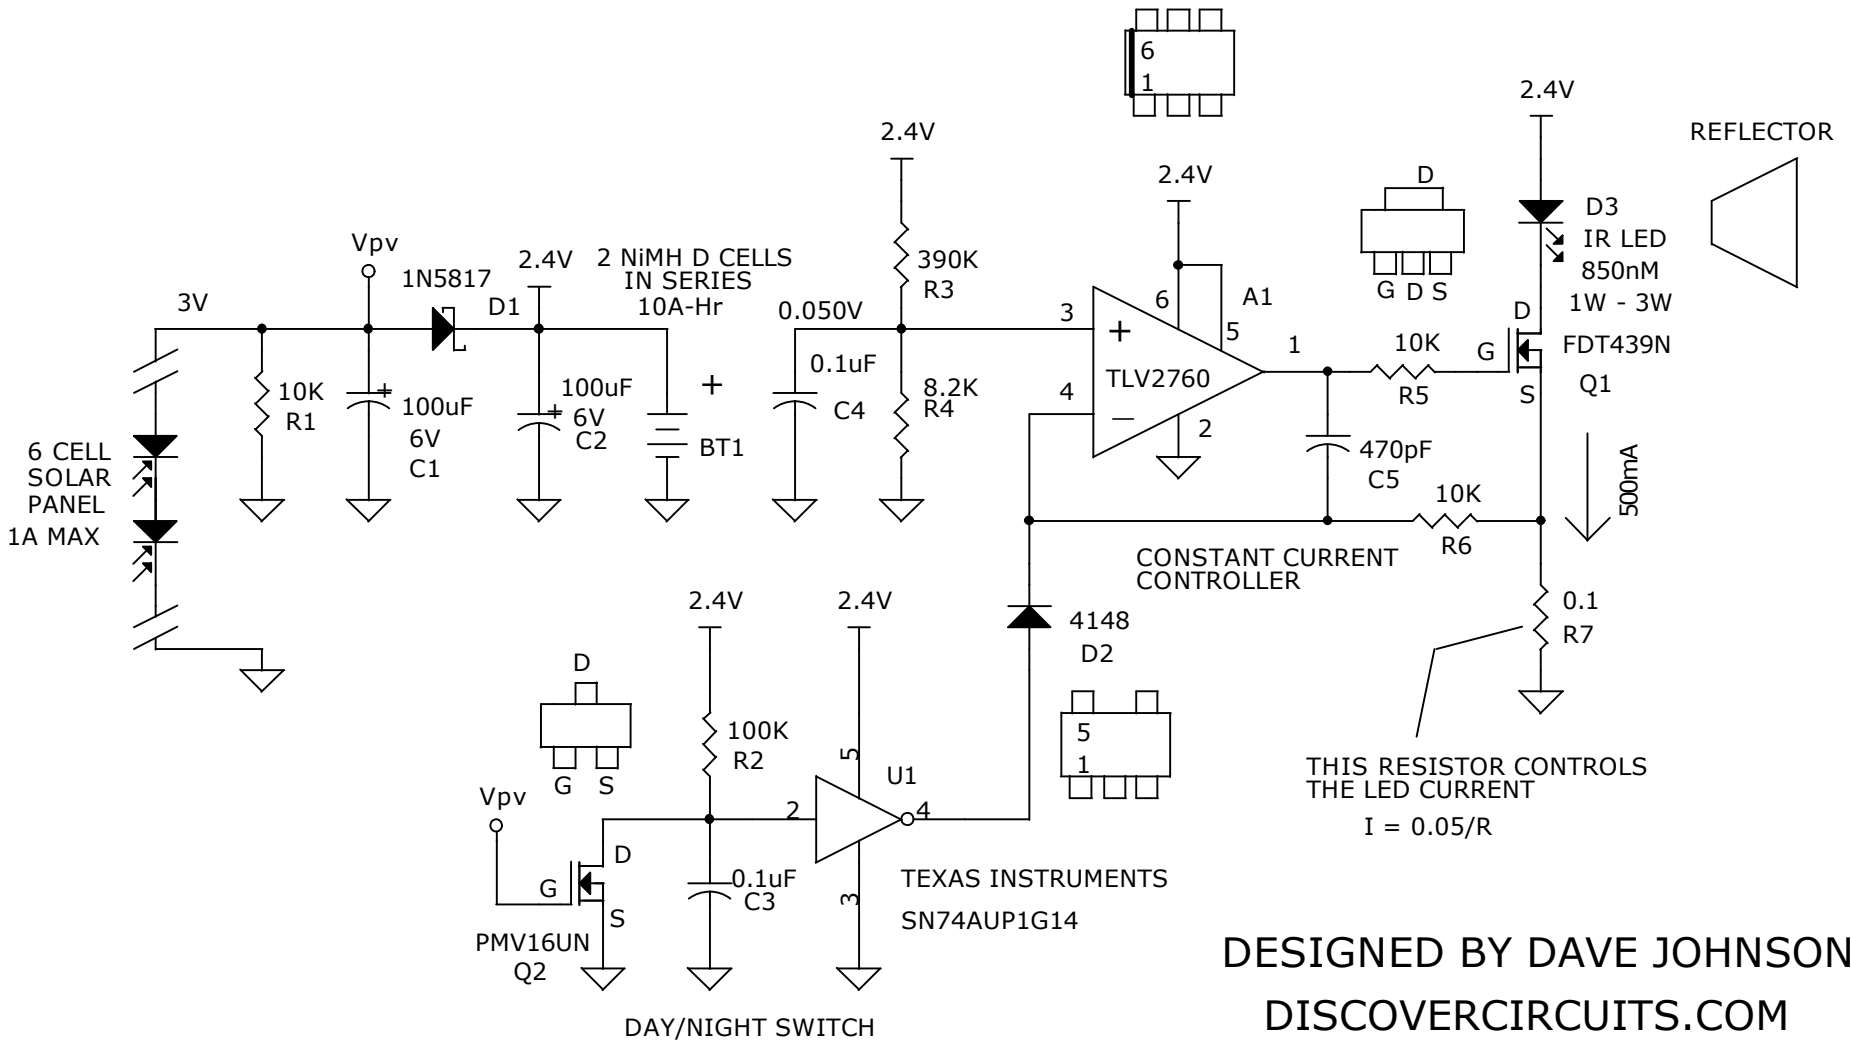 6
1
2.4V
REFLECTOR
2.4V
2.4V
D
D3
IR LED
850nM
1W - 3W
G D S
Vpv
1N5817
D1
2.4V
2 NiMH D CELLS
IN SERIES
10A-Hr
390K
R3
3V
0.050V
3
6
A1
5
+
TLV2760
1
10K
R5
D
G
S
FDT439N
Q1
4
—
2
10K
R1
+
100uF
6V
C1
+
100uF
6V
C2
+
BT1
0.1uF
C4
8.2K
R4
470pF
C5
500mA
6 CELL
SOLAR
PANEL
1A MAX
10K
R6
CONSTANT CURRENT
CONTROLLER
2.4V
2.4V
4148
D2
0.1
R7
D
G S
100K
R2
5
U1
5
1
THIS RESISTOR CONTROLS
THE LED CURRENT
I = 0.05/R
Vpv
2
4
D
G
S
0.1uF
C3
3
TEXAS INSTRUMENTS
SN74AUP1G14
PMV16UN
Q2
DAY/NIGHT SWITCH
DESIGNED BY DAVE JOHNSON
DISCOVERCIRCUITS.COM